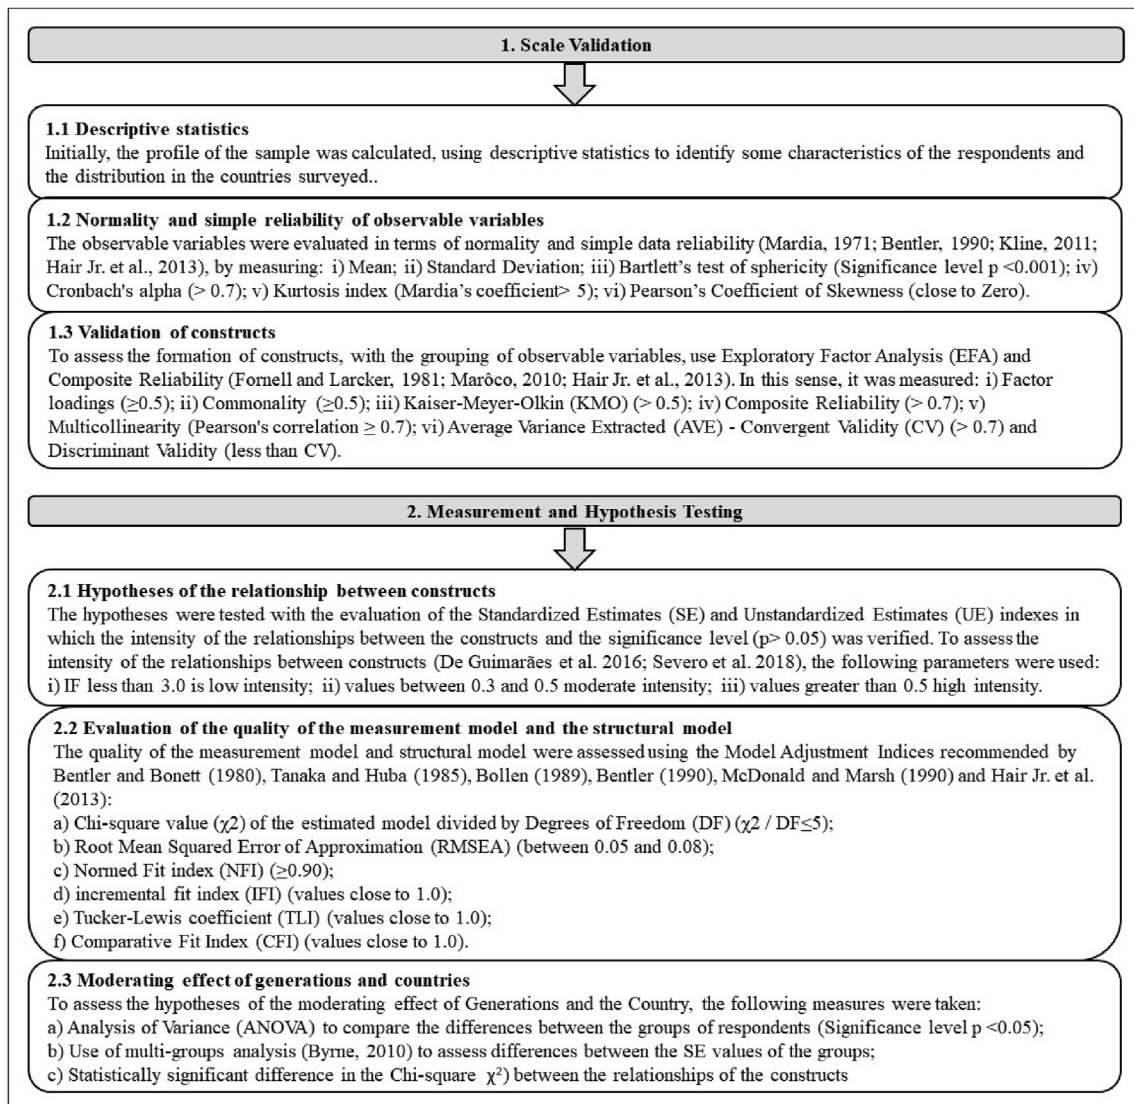 1. Scale Validation
1.1 Descriptive statistics
Initially, the profile of the sample was calculated, using descriptive statistics to identify some characteristics of the respondents and
the distribution in the countries surveyed..
1.2 Normality and simple reliability of observable variables
The observable variables were evaluated in terms of normality and simple data reliability (Mardia, 1971; Bentler, 1990; Kline, 2011;
Hair Jr. et al., 2013), by measuring: i) Mean; ii) Standard Deviation; iii) Bartlett's test of sphericity (Significance level p <0.001); iv)
Cronbach's alpha (> 0.7); v) Kurtosis index (Mardia's coefficient> 5); vi) Pearson's Coefficient of Skewness (close to Zero).
1.3 Validation of constructs
To assess the formation of constructs, with the grouping of observable variables, use Exploratory Factor Analysis (EFA) and
Composite Reliability (Fornell and Larcker, 1981; Marôco, 2010; Hair Jr. et al., 2013). In this sense, it was measured: i) Factor
loadings (≥0.5); ii) Commonality (≥0.5); iii) Kaiser-Meyer-Olkin (KMO) (> 0.5); iv) Composite Reliability (> 0.7); v)
Multicollinearity (Pearson's correlation ≥ 0.7); vi) Average Variance Extracted (AVE) - Convergent Validity (CV) (> 0.7) and
Discriminant Validity (less than CV).
2. Measurement and Hypothesis Testing
2.1 Hypotheses of the relationship between constructs
The hypotheses were tested with the evaluation of the Standardized Estimates (SE) and Unstandardized Estimates (UE) indexes in
which the intensity of the relationships between the constructs and the significance level (p> 0.05) was verified. To assess the
intensity of the relationships between constructs (De Guimarães et al. 2016; Severo et al. 2018), the following parameters were used:
i) IF less than 3.0 is low intensity; ii) values between 0.3 and 0.5 moderate intensity; iii) values greater than 0.5 high intensity.
2.2 Evaluation of the quality of the measurement model and the structural model
The quality of the measurement model and structural model were assessed using the Model Adjustment Indices recommended by
Bentler and Bonett (1980), Tanaka and Huba (1985), Bollen (1989), Bentler (1990), McDonald and Marsh (1990) and Hair Jr. et al.
(2013):
a) Chi-square value (χ2) of the estimated model divided by Degrees of Freedom (DF) (χ2 / DF≤5);
b) Root Mean Squared Error of Approximation (RMSEA) (between 0.05 and 0.08);
c) Normed Fit index (NFI) (≥0.90);
d) incremental fit index (IFI) (values close to 1.0);
e) Tucker-Lewis coefficient (TLI) (values close to 1.0);
f) Comparative Fit Index (CFI) (values close to 1.0).
2.3 Moderating effect of generations and countries
To assess the hypotheses of the moderating effect of Generations and the Country, the following measures were taken:
a) Analysis of Variance (ANOVA) to compare the differences between the groups of respondents (Significance level p <0.05);
b) Use of multi-groups analysis (Byrne, 2010) to assess differences between the SE values of the groups;
c) Statistically significant difference in the Chi-square χ²) between the relationships of the constructs